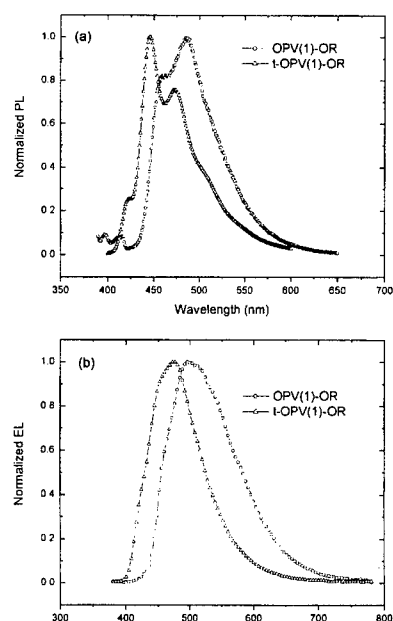 (a)
OPV(1)-OR
t-OPV(1)-OR
Normalized PL
1.0
0.8
0.6
0.4
0.2
0.0
350 400 450 500 550 600 650 700
Wavelength (nm)
(b)
OPV(1)-OR
t-OPV(1)-OR
Normalized EL
1.0
0.8
0.6
0.4
0.2
0.0
300 400 500 600 700 800